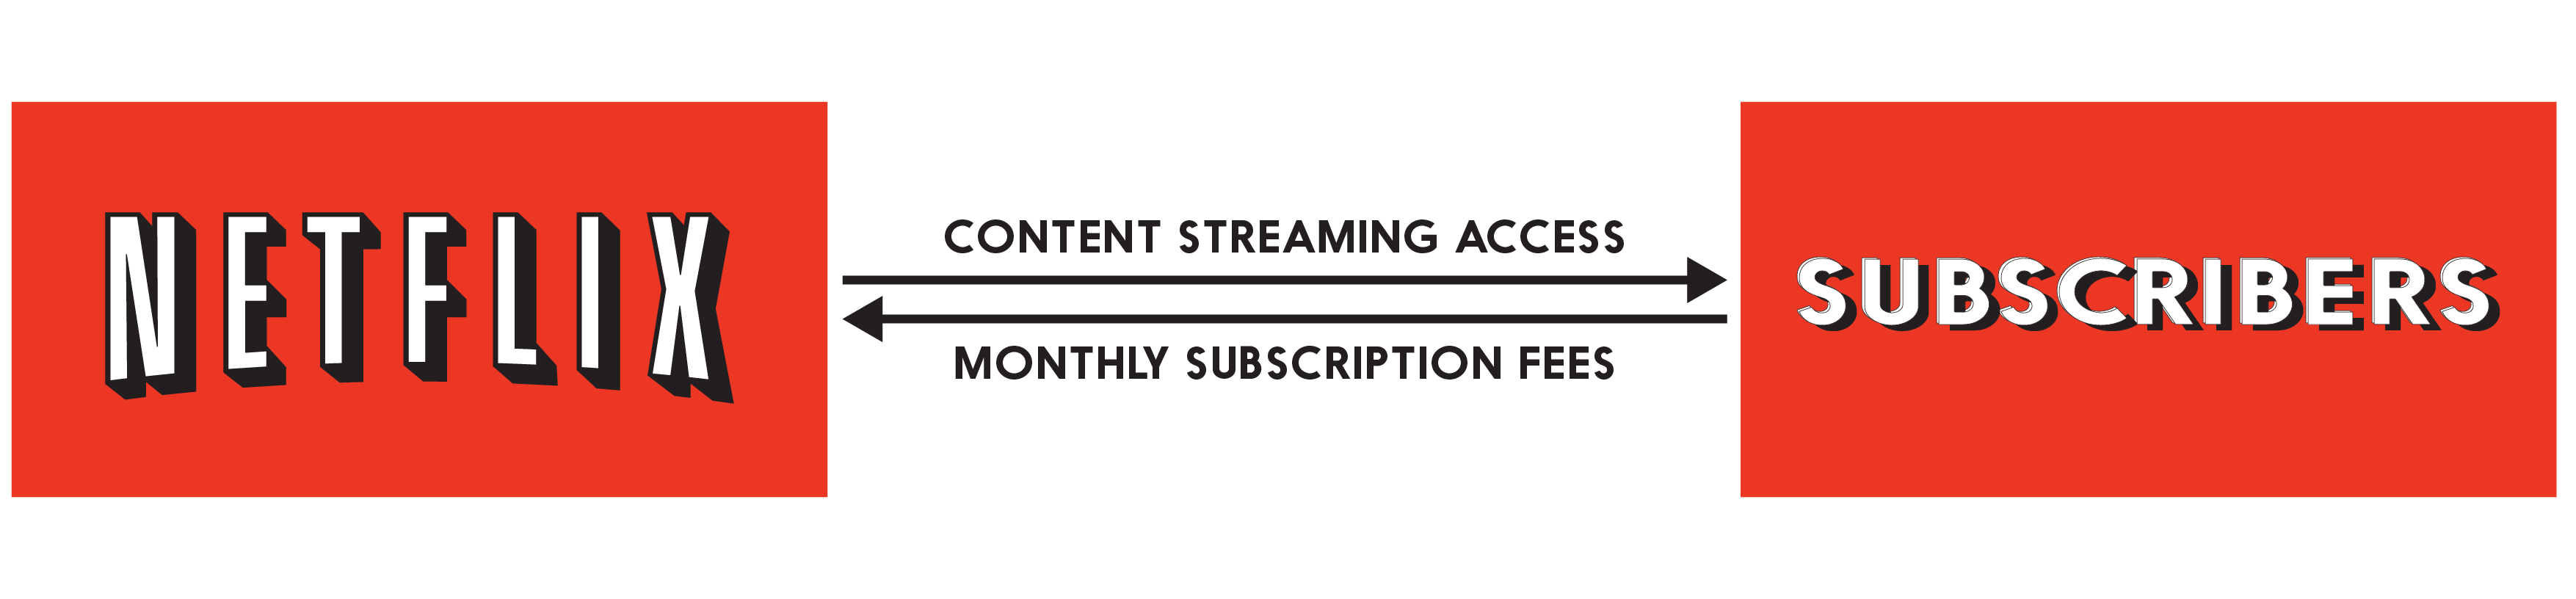 NETFLIX
CONTENT STREAMING ACCESS
MONTHLY SUBSCRIPTION FEES
SUBSCRIBERS